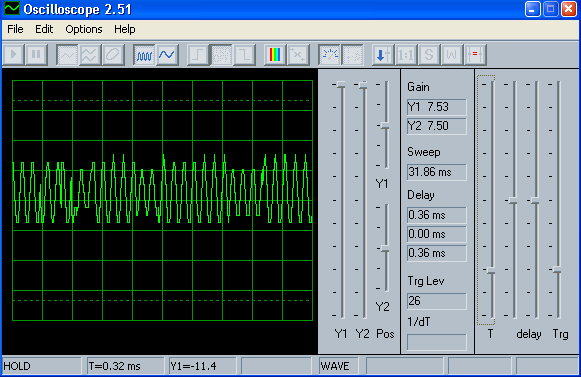 Oscilloscope 2.51
File Edit Options Help
1:1 S W
Gain
Y1 7.53
Y2 7.50
Sweep
31.86 ms
Y1
Delay
0.36 ms
0.00 ms
0.36 ms
Trg Lev
26
Y2
1/dT
Y1 Y2 Pos T delay Trg
HOLD T=0.32 ms Y1=-11.4 WAVE